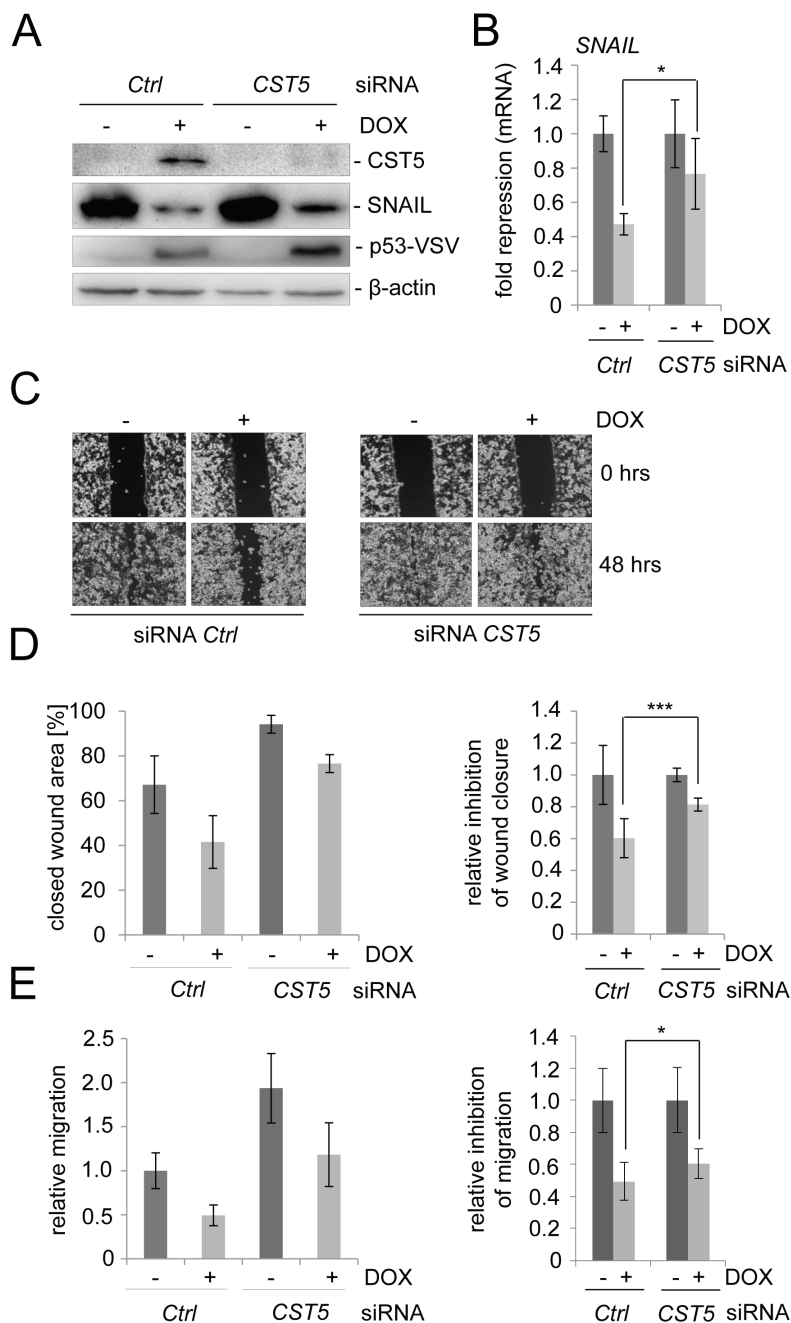 A
Ctrl CST5 siRNA
- + - + DOX
- CST5
- SNAIL
- p53-VSV
- β-actin
B
SNAIL
fold repression (mRNA)
1.4
1.2
1.0
0.8
0.6
0.4
0.2
0
*
- + - + DOX
Ctrl CST5 siRNA
C
- + - + DOX
0 hrs
48 hrs
siRNA Ctrl siRNA CST5
D
closed wound area [%]
100
80
60
40
20
0
- + - + DOX
Ctrl CST5 siRNA
relative inhibition
of wound closure
1.4
1.2
1.0
0.8
0.6
0.4
0.2
0
***
- + - + DOX
Ctrl CST5 siRNA
E
relative migration
2.5
2.0
1.5
1.0
0.5
0
- + - + DOX
Ctrl CST5 siRNA
relative inhibition
of migration
1.4
1.2
1.0
0.8
0.6
0.4
0.2
0
*
- + - + DOX
Ctrl CST5 siRNA